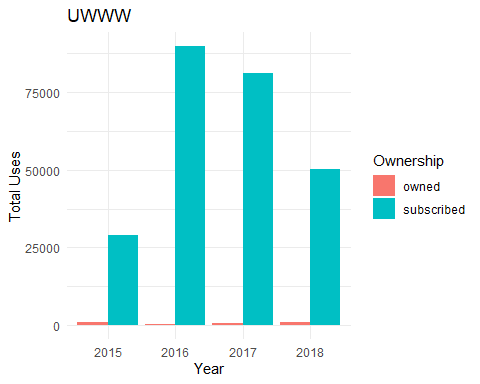 UWWW
Total Uses
75000
50000
25000
0
2015 2016 2017 2018
Year
Ownership
owned
subscribed